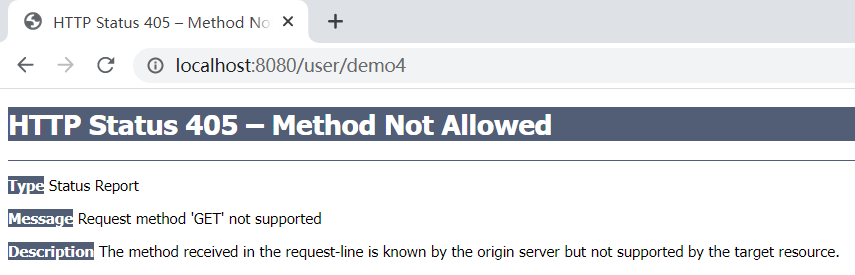 HTTP Status 405 – Method No
localhost:8080/user/demo4
HTTP Status 405 – Method Not Allowed
Type Status Report
Message Request method 'GET' not supported
Description The method received in the request-line is known by the origin server but not supported by the target resource.